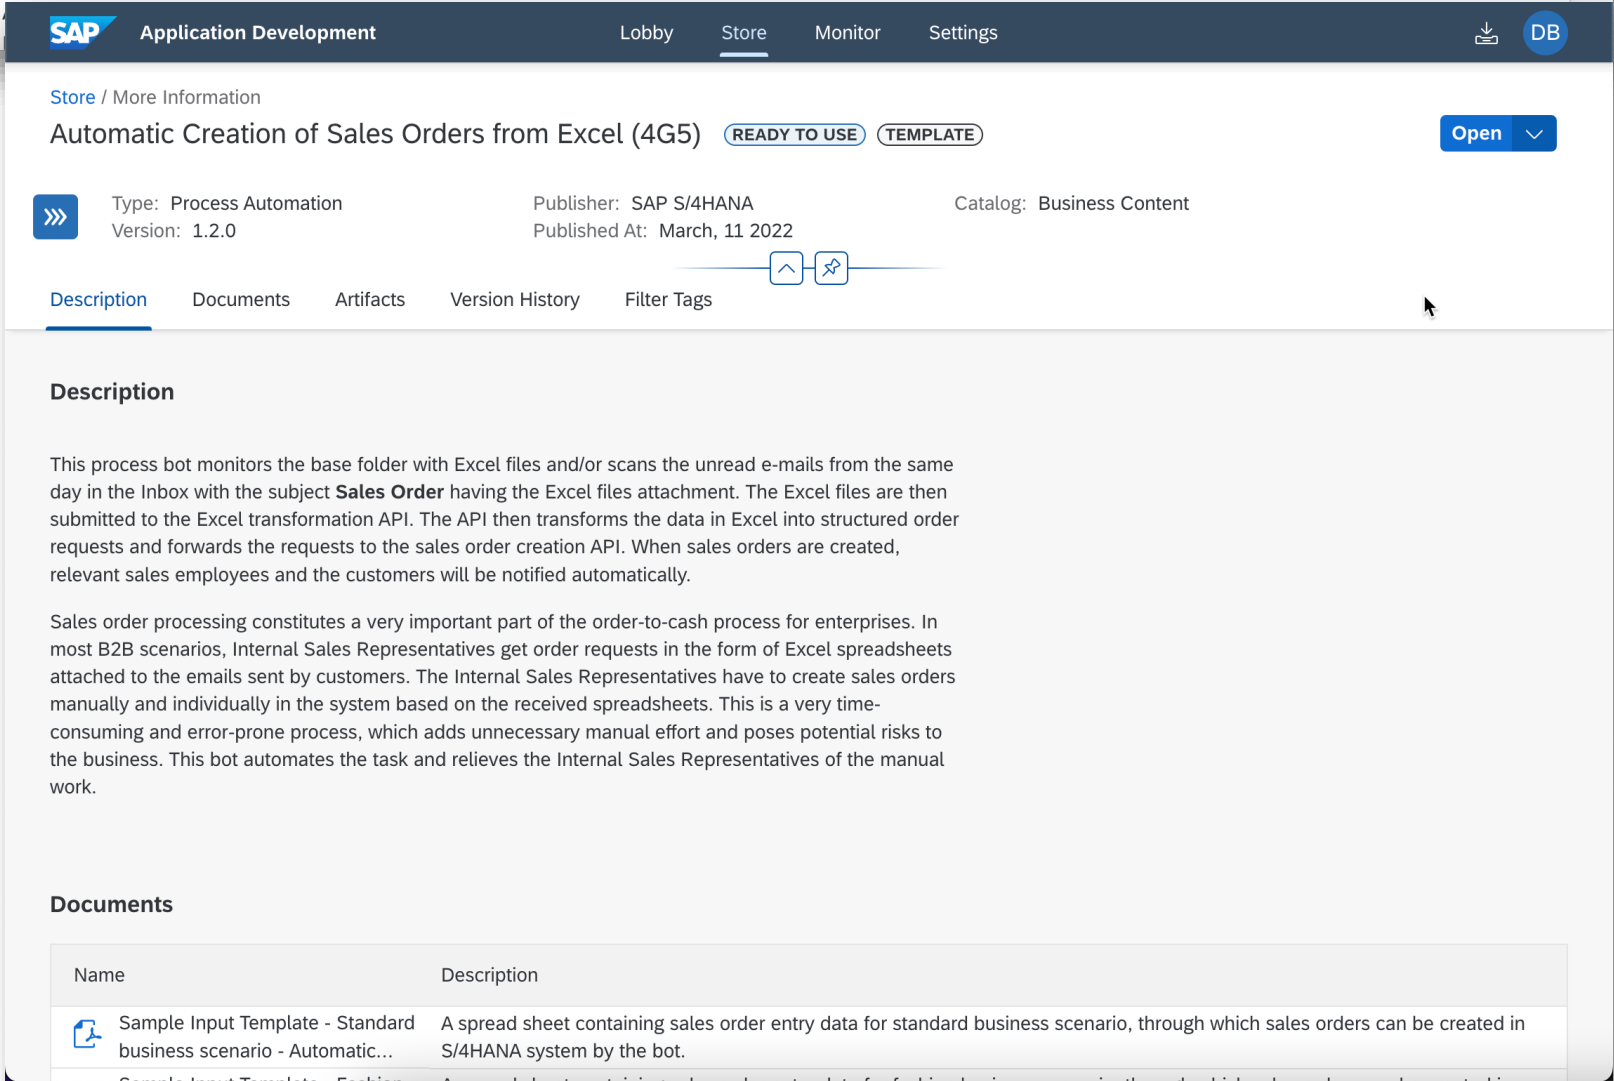 SAP Application Development Lobby Store Monitor Settings DB
Store / More Information
Automatic Creation of Sales Orders from Excel (4G5) READY TO USE TEMPLATE Open
Type: Process Automation Publisher: SAP S/4HANA Catalog: Business Content
Version: 1.2.0 Published At: March, 11 2022
Description Documents Artifacts Version History Filter Tags
Description
This process bot monitors the base folder with Excel files and/or scans the unread e-mails from the same
day in the Inbox with the subject Sales Order having the Excel files attachment. The Excel files are then
submitted to the Excel transformation API. The API then transforms the data in Excel into structured order
requests and forwards the requests to the sales order creation API. When sales orders are created,
relevant sales employees and the customers will be notified automatically.
Sales order processing constitutes a very important part of the order-to-cash process for enterprises. In
most B2B scenarios, Internal Sales Representatives get order requests in the form of Excel spreadsheets
attached to the emails sent by customers. The Internal Sales Representatives have to create sales orders
manually and individually in the system based on the received spreadsheets. This is a very time-
consuming and error-prone process, which adds unnecessary manual effort and poses potential risks to
the business. This bot automates the task and relieves the Internal Sales Representatives of the manual
work.
Documents
Name Description
Sample Input Template - Standard
business scenario - Automatic...
A spread sheet containing sales order entry data for standard business scenario, through which sales orders can be created in
S/4HANA system by the bot.